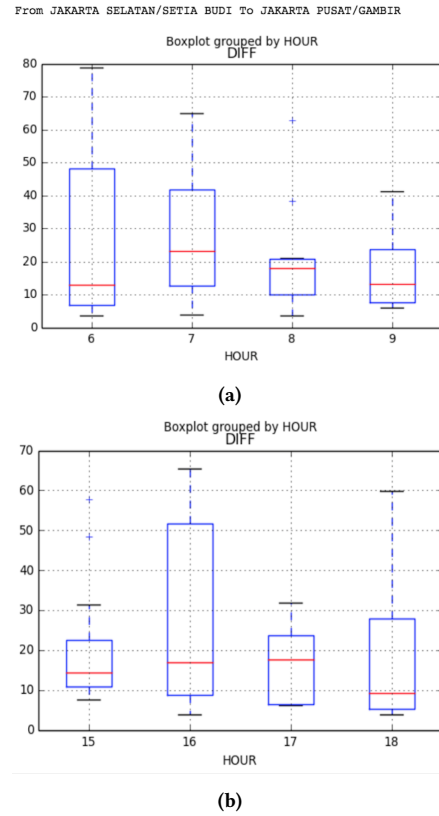 From JAKARTA SELATAN/SETIA BUDI To JAKARTA PUSAT/GAMBIR
Boxplot grouped by HOUR
DIFF
80
70
60
50
40
30
20
10
0
6 7 8 9
HOUR
(a)
Boxplot grouped by HOUR
DIFF
70
60
50
40
30
20
10
0
15 16 17 18
HOUR
(b)